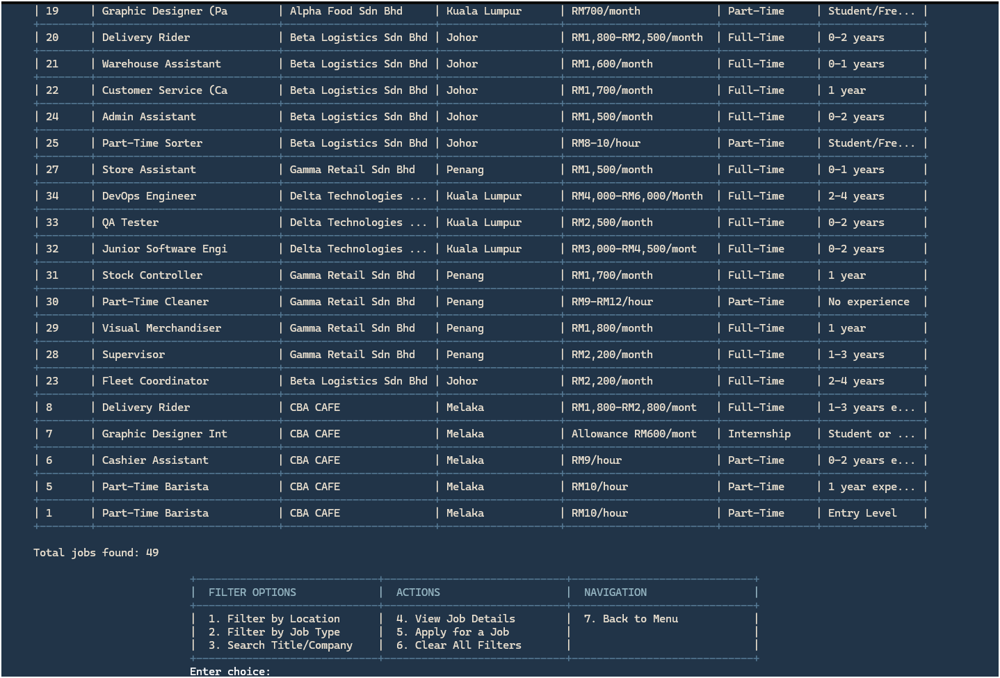 | 19 | Graphic Designer (Pa | Alpha Food Sdn Bhd | Kuala Lumpur | RM700/month | Part-Time | Student/Fre... |
| 20 | Delivery Rider | Beta Logistics Sdn Bhd | Johor | RM1,800-RM2,500/month | Full-Time | 0-2 years |
| 21 | Warehouse Assistant | Beta Logistics Sdn Bhd | Johor | RM1,600/month | Full-Time | 0-1 years |
| 22 | Customer Service (Ca | Beta Logistics Sdn Bhd | Johor | RM1,700/month | Full-Time | 1 year |
| 24 | Admin Assistant | Beta Logistics Sdn Bhd | Johor | RM1,500/month | Full-Time | 0-2 years |
| 25 | Part-Time Sorter | Beta Logistics Sdn Bhd | Johor | RM8-10/hour | Part-Time | Student/Fre... |
| 27 | Store Assistant | Gamma Retail Sdn Bhd | Penang | RM1,500/month | Full-Time | 0-1 years |
| 34 | DevOps Engineer | Delta Technologies ... | Kuala Lumpur | RM4,000-RM6,000/Month | Full-Time | 2-4 years |
| 33 | QA Tester | Delta Technologies ... | Kuala Lumpur | RM2,500/month | Full-Time | 0-2 years |
| 32 | Junior Software Engi | Delta Technologies ... | Kuala Lumpur | RM3,000-RM4,500/mont | Full-Time | 0-2 years |
| 31 | Stock Controller | Gamma Retail Sdn Bhd | Penang | RM1,700/month | Full-Time | 1 year |
| 30 | Part-Time Cleaner | Gamma Retail Sdn Bhd | Penang | RM9-RM12/hour | Part-Time | No experience |
| 29 | Visual Merchandiser | Gamma Retail Sdn Bhd | Penang | RM1,800/month | Full-Time | 1 year |
| 28 | Supervisor | Gamma Retail Sdn Bhd | Penang | RM2,200/month | Full-Time | 1-3 years |
| 23 | Fleet Coordinator | Beta Logistics Sdn Bhd | Johor | RM2,200/month | Full-Time | 2-4 years |
| 8 | Delivery Rider | CBA CAFE | Melaka | RM1,800-RM2,800/mont | Full-Time | 1-3 years e... |
| 7 | Graphic Designer Int | CBA CAFE | Melaka | Allowance RM600/mont | Internship | Student or ... |
| 6 | Cashier Assistant | CBA CAFE | Melaka | RM9/hour | Part-Time | 0-2 years e... |
| 5 | Part-Time Barista | CBA CAFE | Melaka | RM10/hour | Part-Time | 1 year expe... |
| 1 | Part-Time Barista | CBA CAFE | Melaka | RM10/hour | Part-Time | Entry Level |
Total jobs found: 49
| FILTER OPTIONS | ACTIONS | NAVIGATION |
| 1. Filter by Location | 4. View Job Details | 7. Back to Menu |
| 2. Filter by Job Type | 5. Apply for a Job | |
| 3. Search Title/Company | 6. Clear All Filters | |
Enter choice: